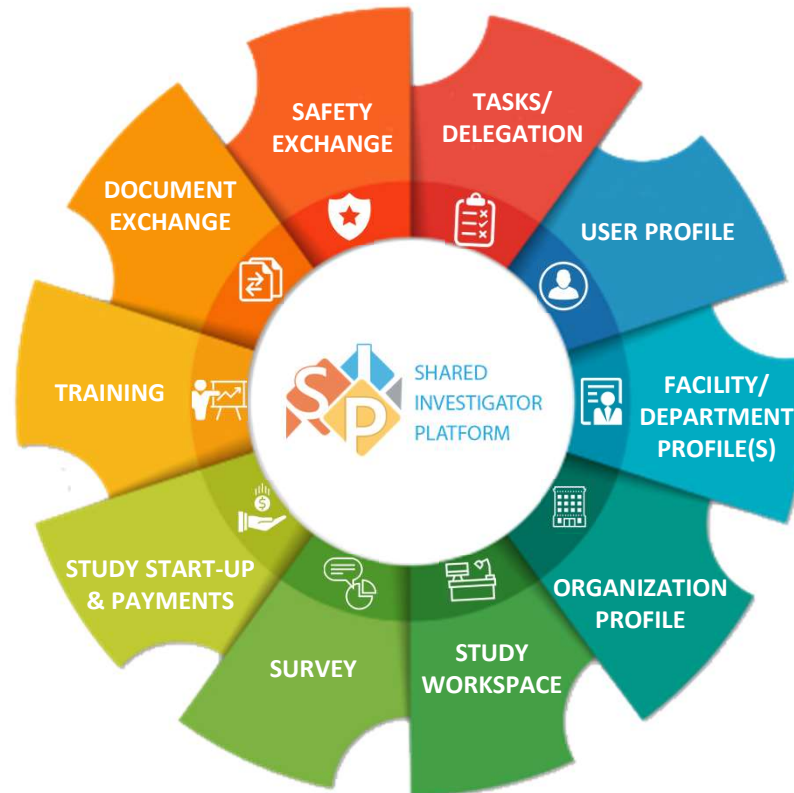 SAFETY
EXCHANGE
TASKS/
DELEGATION
USER PROFILE
FACILITY/
DEPARTMENT
PROFILE(S)
ORGANIZATION
PROFILE
STUDY
WORKSPACE
SURVEY
STUDY START-UP
& PAYMENTS
TRAINING
DOCUMENT
EXCHANGE
SIP
SHARED
INVESTIGATOR
PLATFORM